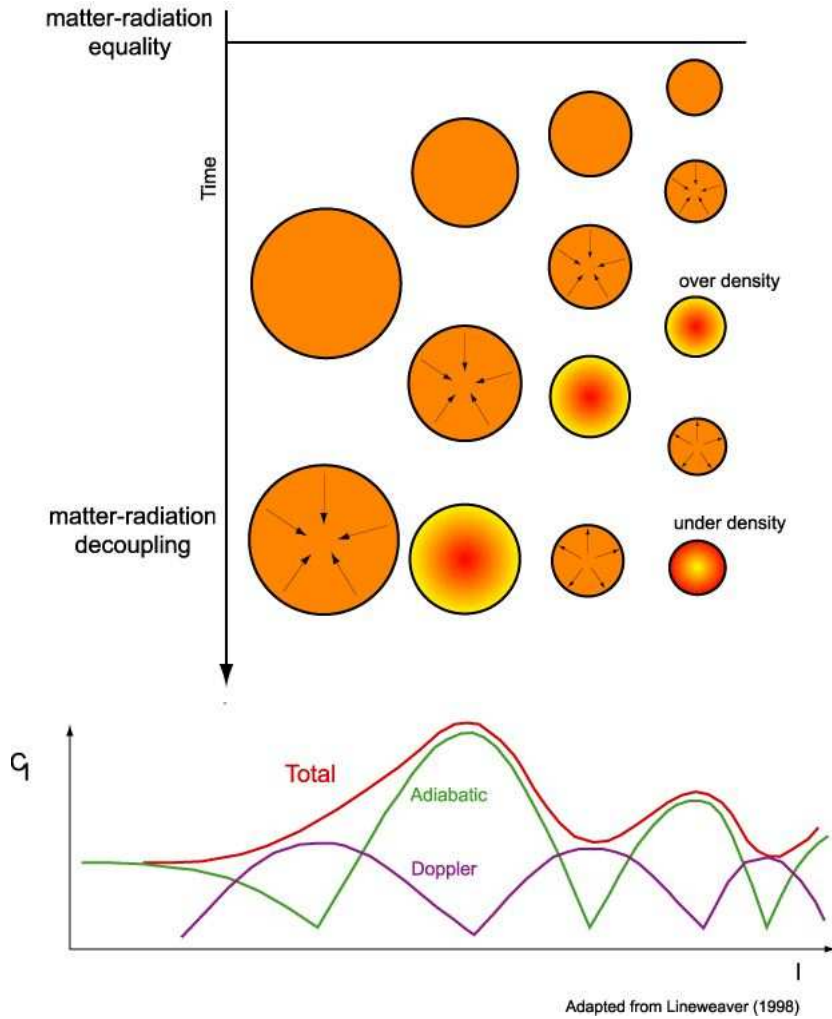 matter-radiation
equality
Time
over density
matter-radiation
decoupling
under density
Cl
Total
Adiabatic
Doppler
l
Adapted from Lineweaver (1998)